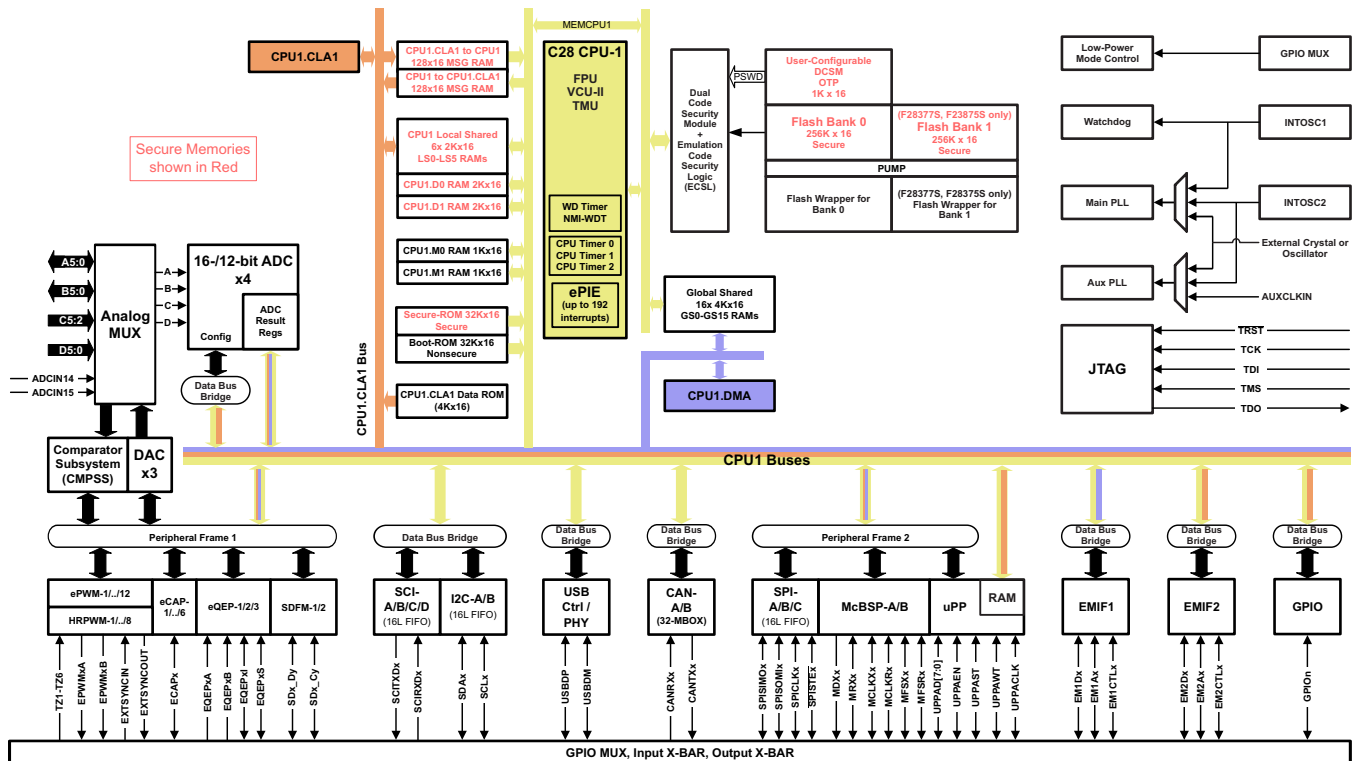 MEMCPU1
CPU1.CLA1
CPU1.CLA1 to CPU1
128x16 MSG RAM
CPU1 to CPU1.CLA1
128x16 MSG RAM
CPU1 Local Shared
6x 2Kx16
LS0-LS5 RAMs
CPU1.D0 RAM 2Kx16
CPU1.D1 RAM 2Kx16
CPU1.M0 RAM 1Kx16
CPU1.M1 RAM 1Kx16
Secure-ROM 32Kx16
Secure
Boot-ROM 32Kx16
Nonsecure
CPU1.CLA1 Data ROM
(4Kx16)
CPU1.CLA1 Bus
Secure Memories
shown in Red
C28 CPU-1
FPU
VCU-II
TMU
WD Timer
NMI-WDT
CPU Timer 0
CPU Timer 1
CPU Timer 2
ePIE
(up to 192
interrupts)
Dual
Code
Security
Module
+
Emulation
Code
Security
Logic
(ECSL)
PSWD
User-Configurable
DCSM
OTP
1K x 16
Flash Bank 0
256K x 16
Secure
(F28377S, F23875S only)
Flash Bank 1
256K x 16
Secure
PUMP
Flash Wrapper for
Bank 0
(F28377S, F28375S only)
Flash Wrapper for
Bank 1
Global Shared
16x 4Kx16
GS0-GS15 RAMs
CPU1.DMA
Low-Power
Mode Control
GPIO MUX
Watchdog
INTOSC1
Main PLL
INTOSC2
External Crystal or
Oscillator
Aux PLL
AUXCLKIN
JTAG
TRST
TCK
TDI
TMS
TDO
A5:0
B5:0
C5:2
D5:0
ADCIN14
ADCIN15
Analog
MUX
A
B
C
D
16-/12-bit ADC
x4
Config
ADC
Result
Regs
Data Bus
Bridge
Comparator
Subsystem
(CMPSS)
DAC
x3
CPU1 Buses
Peripheral Frame 1
Data Bus Bridge
Data Bus
Bridge
Data Bus
Bridge
Peripheral Frame 2
Data Bus
Bridge
Data Bus
Bridge
Data Bus
Bridge
ePWM-1/../12
HRPWM-1/../8
eCAP-
1/../6
eQEP-1/2/3
SDFM-1/2
SCI-
A/B/C/D
(16L FIFO)
I2C-A/B
(16L FIFO)
USB
Ctrl /
PHY
CAN-
A/B
(32-MBOX)
SPI-
A/B/C
(16L FIFO)
McBSP-A/B
uPP
RAM
EMIF1
EMIF2
GPIO
TZ1-TZ6
EPWMxA
EPWMxB
EXTSYNCIN
EXTSYNCOUT
ECAPx
EQEPxA
EQEPxB
EQEPxI
EQEPxS
SDx_Dy
SDx_Cy
SCITXDx
SCIRXDx
SDAx
SCLx
USBDP
USBDM
CANRXx
CANTXx
SPISIMOx
SPISOMIx
SPICLKx
SPISTEx
MDXx
MRXx
MCLKXx
MCLKRx
MFSXx
MFSRx
UPPAD[7:0]
UPPAEN
UPPAST
UPPAWT
UPPACLK
EM1Dx
EM1Ax
EM1CTLx
EM2Dx
EM2Ax
EM2CTLx
GPIOn
GPIO MUX, Input X-BAR, Output X-BAR